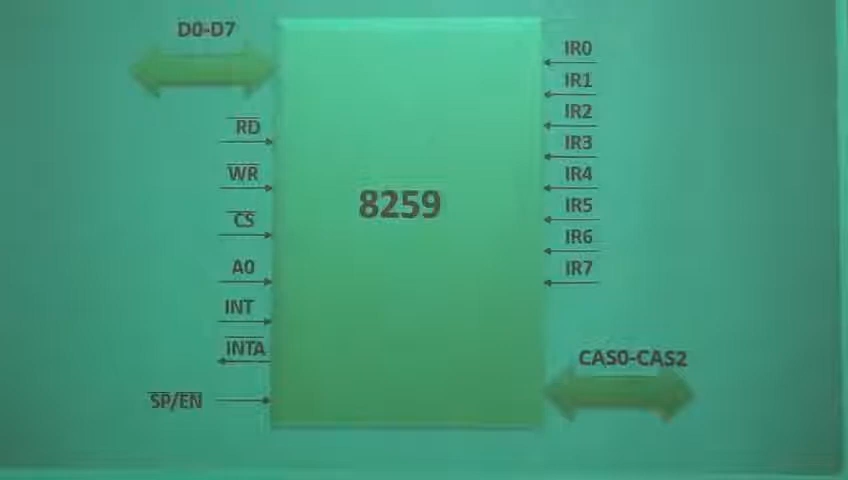 D0-D7
RD
WR
CS
A0
INT
INTA
SP/EN
8259
IR0
IR1
IR2
IR3
IR4
IR5
IR6
IR7
CAS0-CAS2